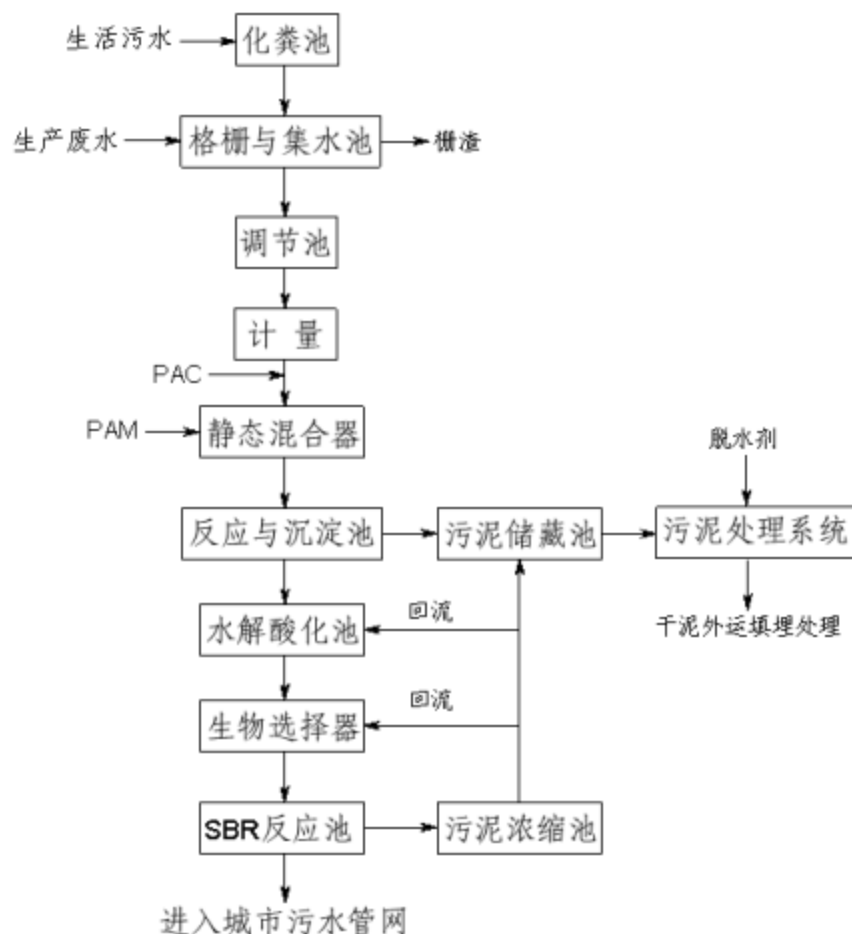 生活污水
化粪池
生产废水
格栅与集水池
栅渣
调节池
计 量
PAC
PAM
静态混合器
脱水剂
反应与沉淀池
污泥储藏池
污泥处理系统
回流
水解酸化池
干泥外运填埋处理
回流
生物选择器
SBR反应池
污泥浓缩池
进入城市污水管网